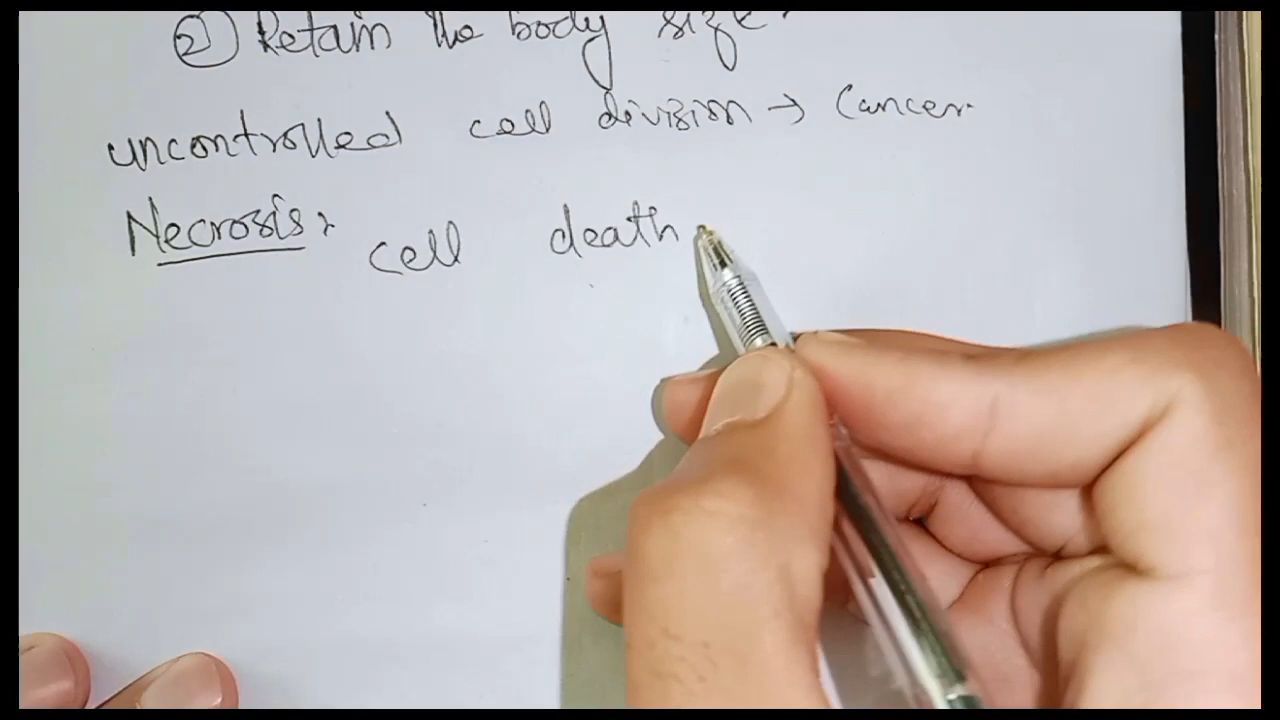 ② Retain the body size.
uncontrolled cell division → Cancer.
Necrosis: cell death